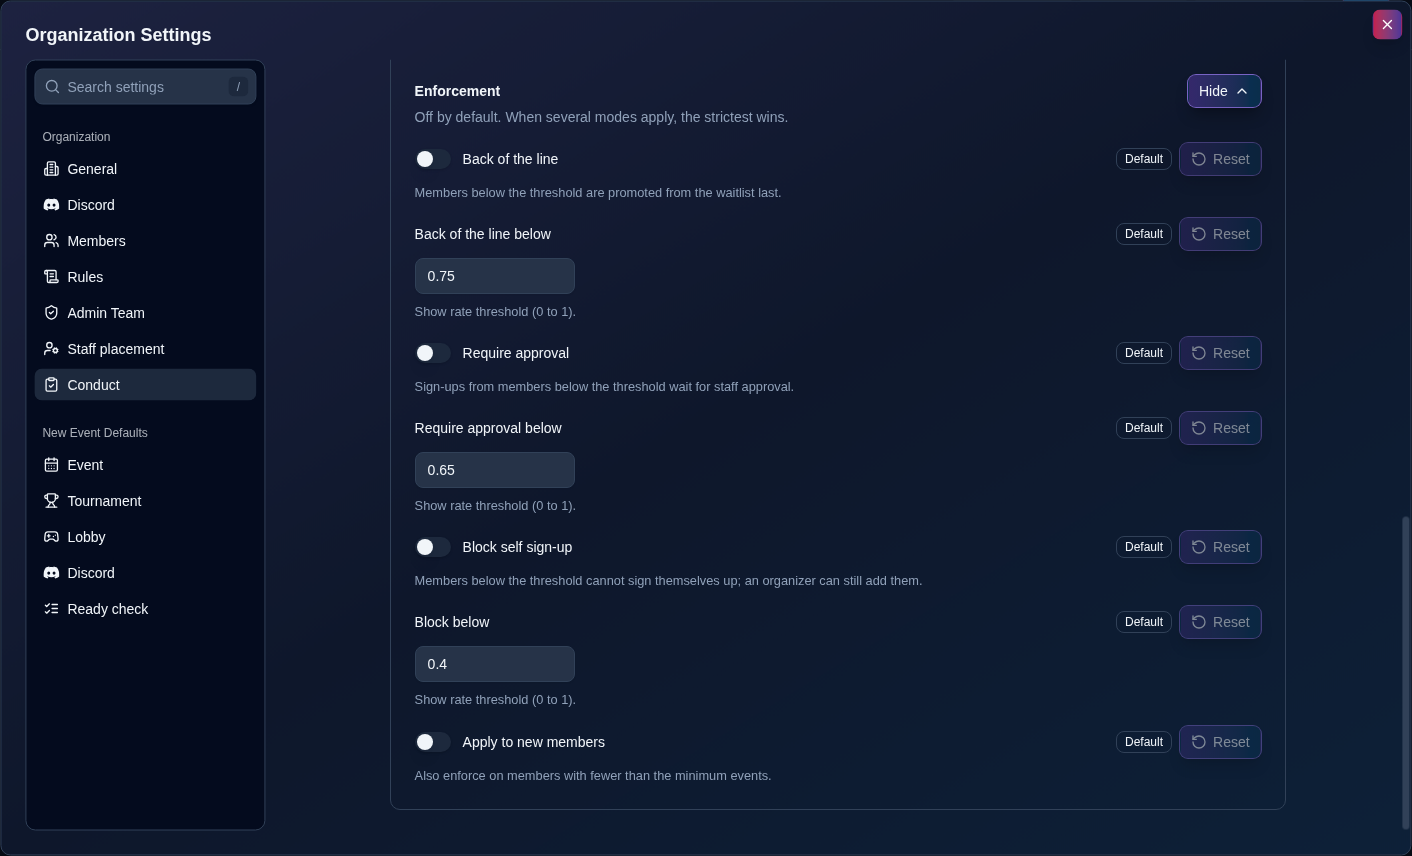 Organization Settings
Search settings /
Organization
General
Discord
Members
Rules
Admin Team
Staff placement
Conduct
New Event Defaults
Event
Tournament
Lobby
Discord
Ready check
Enforcement
Hide
Off by default. When several modes apply, the strictest wins.
Back of the line Default Reset
Members below the threshold are promoted from the waitlist last.
Back of the line below Default Reset
0.75
Show rate threshold (0 to 1).
Require approval Default Reset
Sign-ups from members below the threshold wait for staff approval.
Require approval below Default Reset
0.65
Show rate threshold (0 to 1).
Block self sign-up Default Reset
Members below the threshold cannot sign themselves up; an organizer can still add them.
Block below Default Reset
0.4
Show rate threshold (0 to 1).
Apply to new members Default Reset
Also enforce on members with fewer than the minimum events.